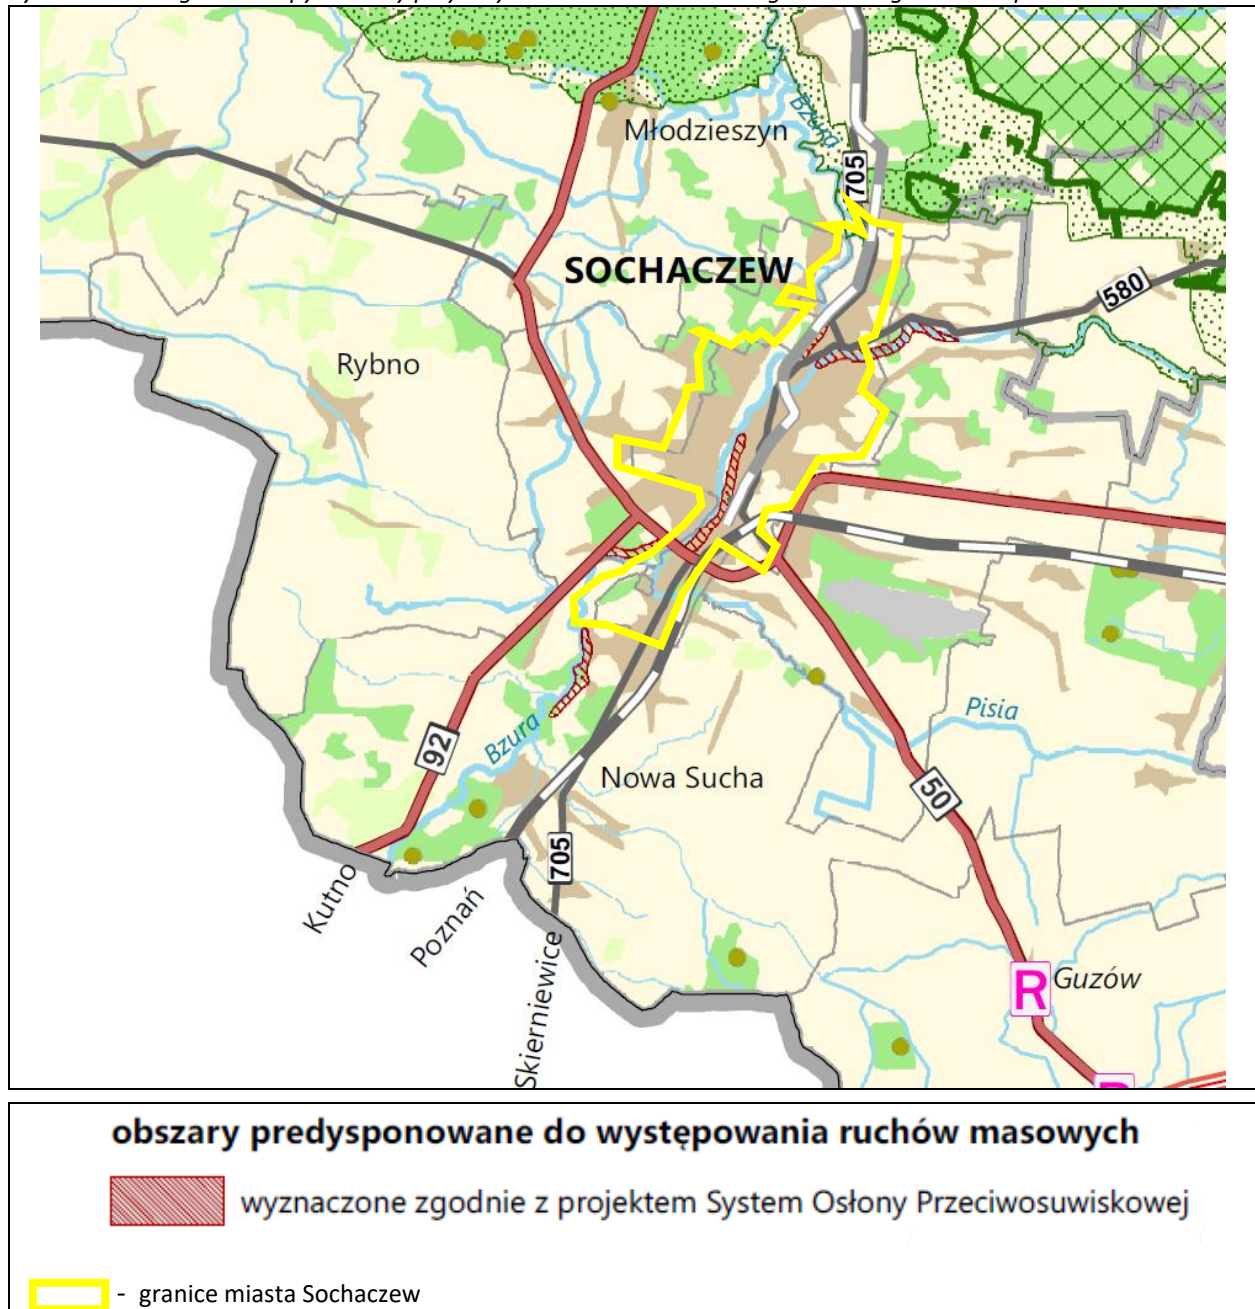 Młodzieszyn
Bzura
705
SOCHACZEW
580
Rybno
Pisia
92
Bzura
Nowa Sucha
50
705
Kutno
Poznań
Skierniewice
R
Guzów
obszary predysponowane do występowania ruchów masowych
wyznaczone zgodnie z projektem System Osłony Przeciwosuwiskowej
- granice miasta Sochaczew